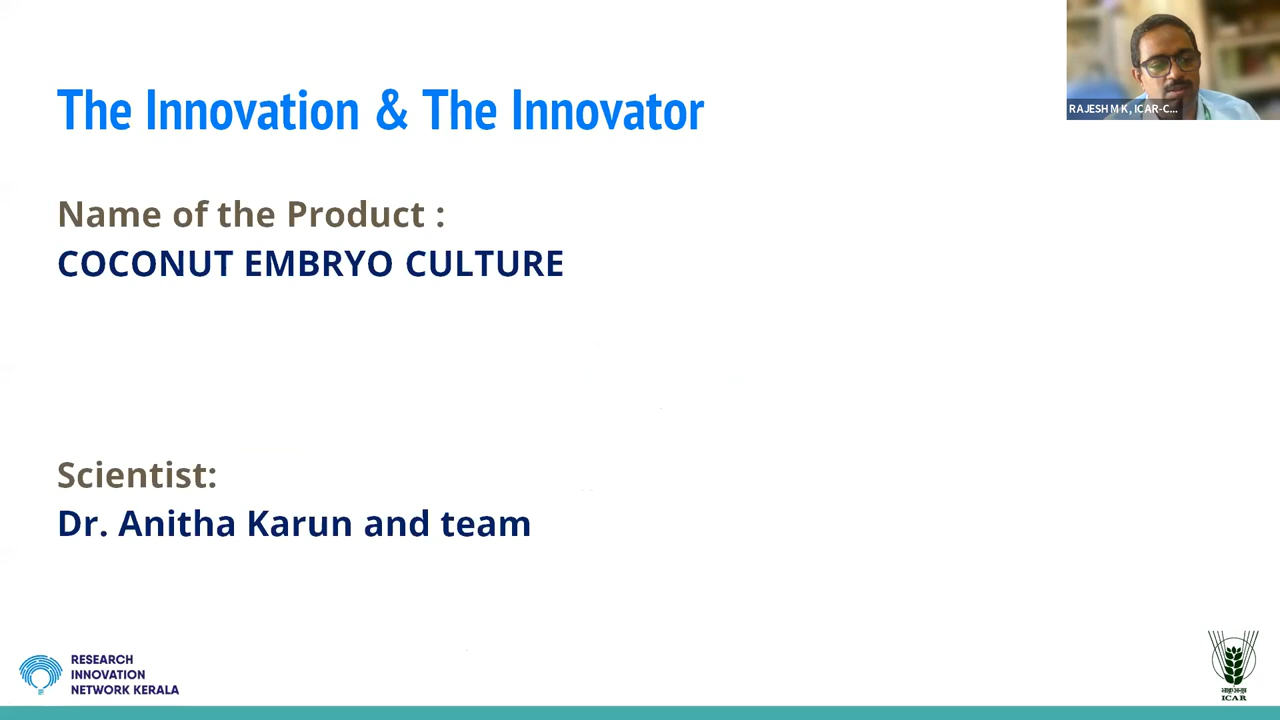 The Innovation & The Innovator
RAJESH M K, ICAR-C...
Name of the Product :
COCONUT EMBRYO CULTURE
Scientist:
Dr. Anitha Karun and team
RESEARCH
INNOVATION
NETWORK KERALA
ICAR